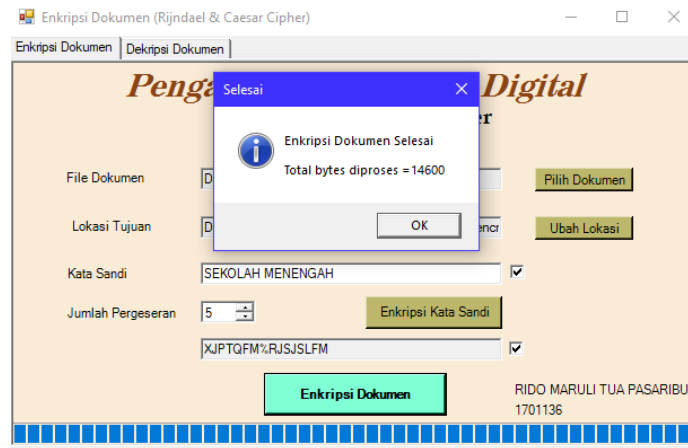 Enkripsi Dokumen (Rijndael & Caesar Cipher)
Enkripsi Dokumen Dekripsi Dokumen
Digital
Selesai
Enkripsi Dokumen Selesai
Total bytes diproses =14600
OK
File Dokumen
Pilih Dokumen
Lokasi Tujuan
Ubah Lokasi
Kata Sandi SEKOLAH MENENGAH
Jumlah Pergeseran 5 Enkripsi Kata Sandi
XJPTQFM%RJSJSLFM
Enkripsi Dokumen
RIDO MARULI TUA PASARIBU
1701136